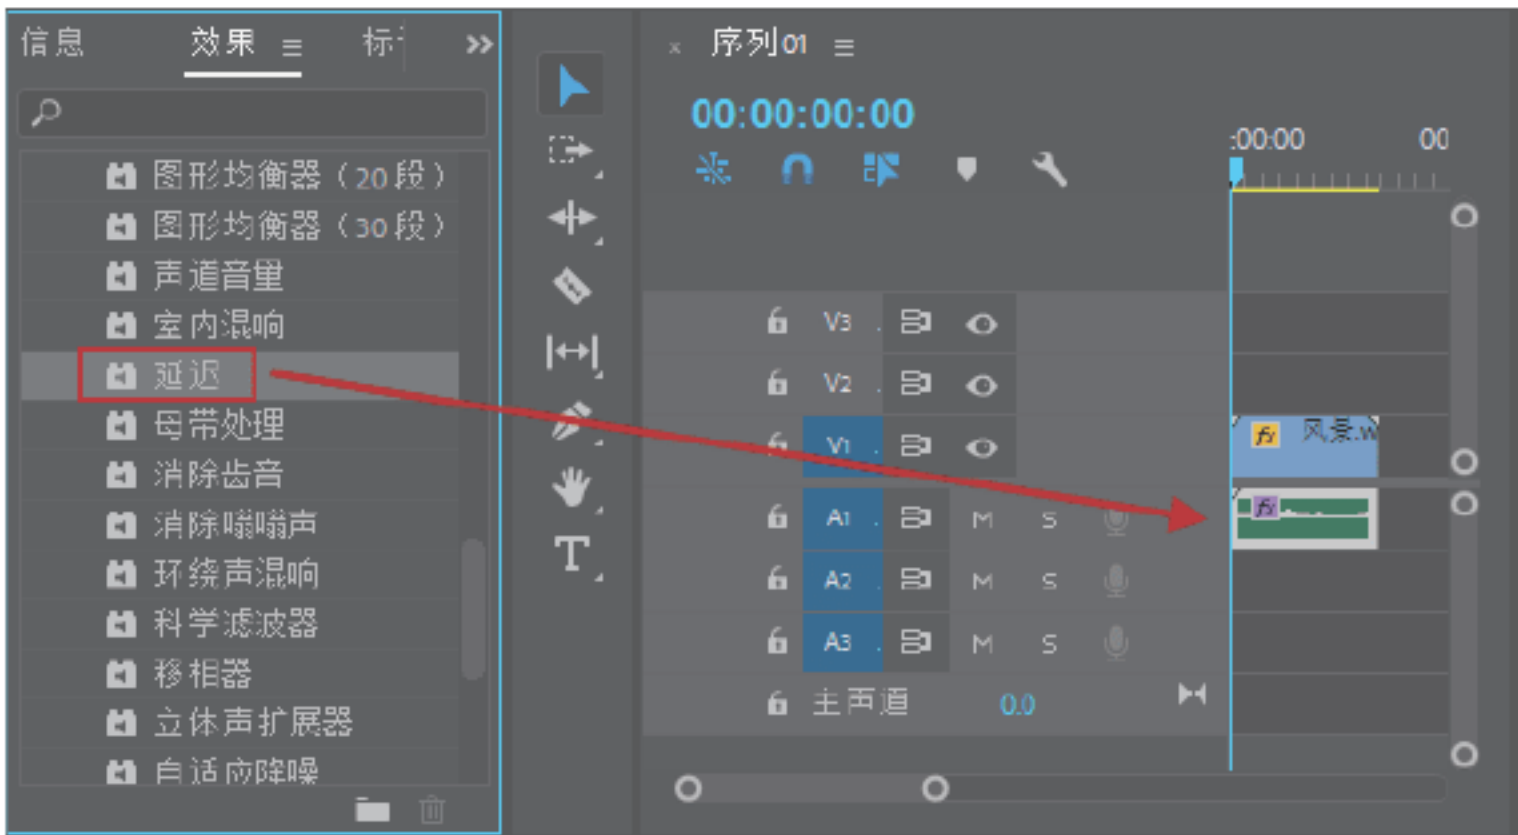 信息 效果 标
序列01
00:00:00:00
:00:00 00
图形均衡器（20段）
图形均衡器（30段）
声道音量
室内混响
延迟
母带处理
消除齿音
消除嗡嗡声
环绕声混响
科学滤波器
移相器
立体声扩展器
自适应降噪
T
V3
V2
V1
fx 风景.w
A1 M S
fx
A2 M S
A3 M S
主声道 0.0